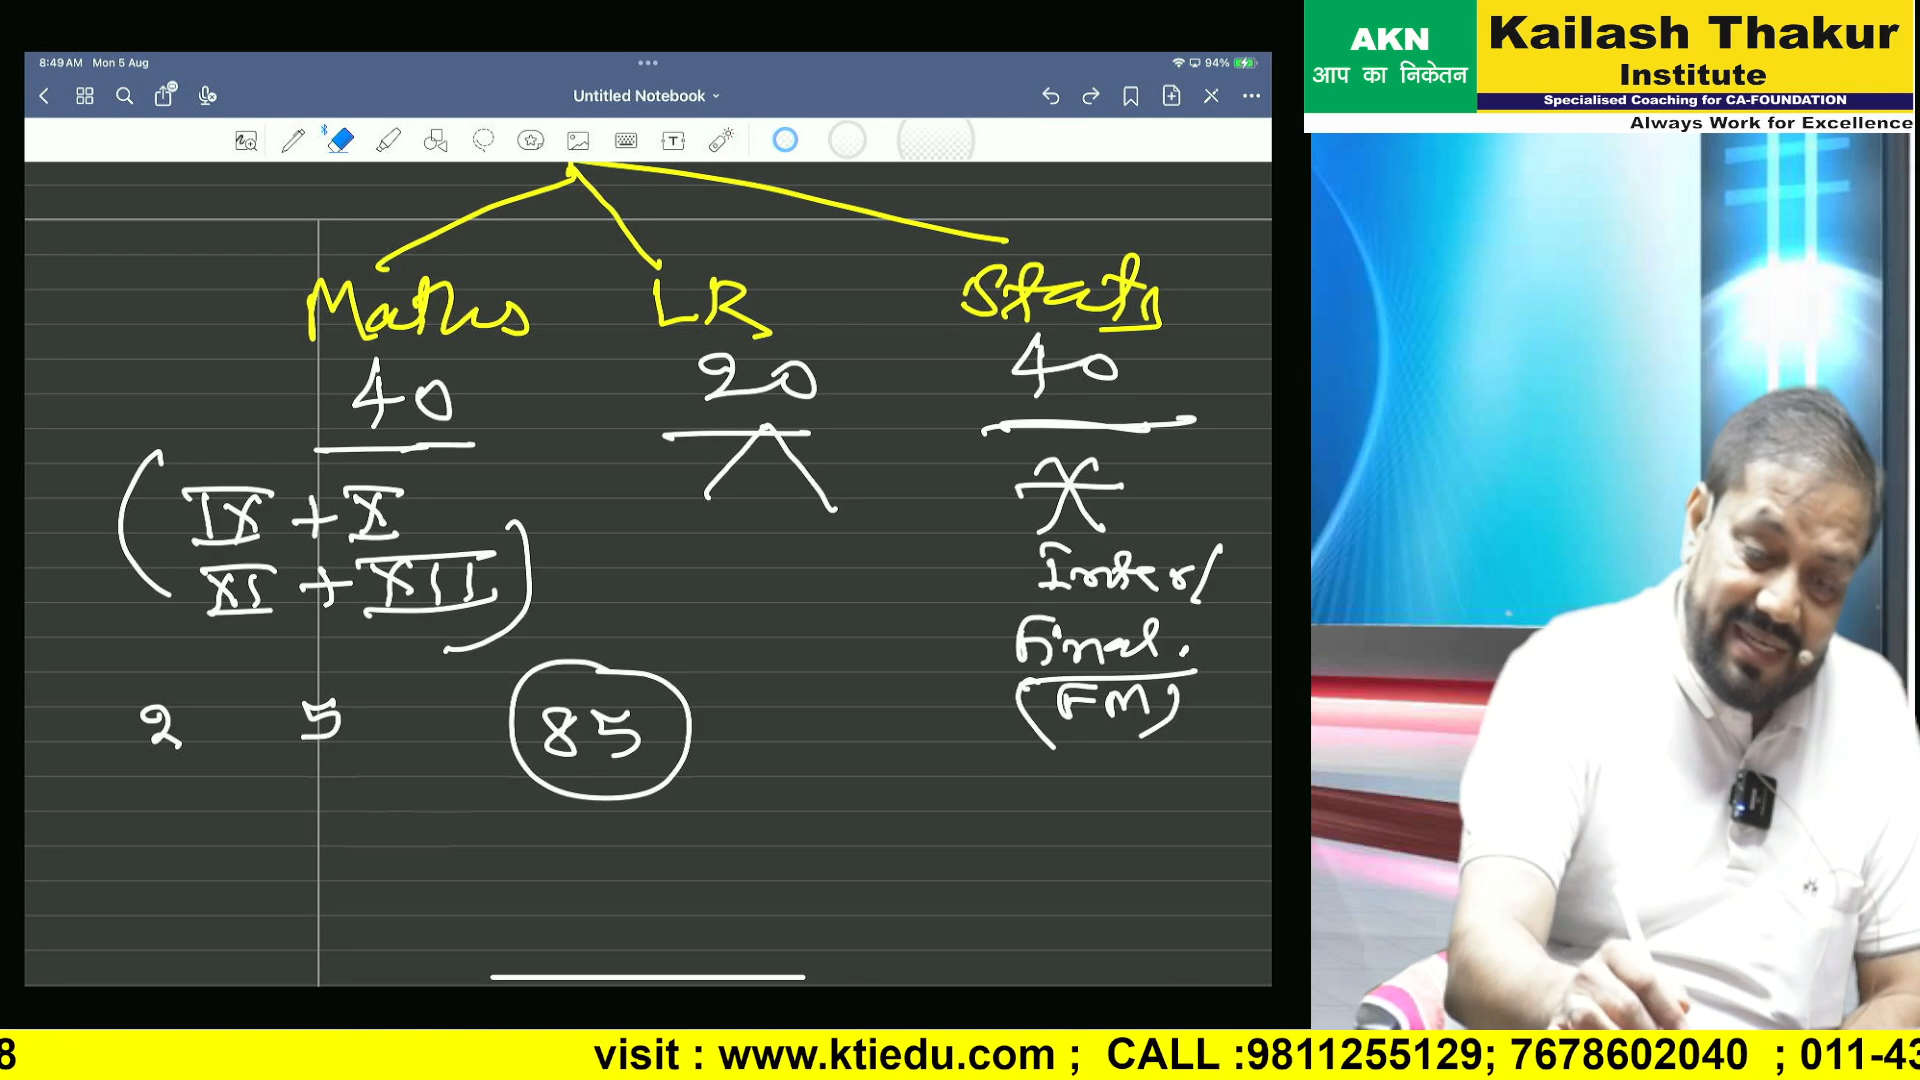 AKN
आप का निकेतन
Kailash Thakur
Institute
Specialised Coaching for CA-FOUNDATION
Always Work for Excellence
8:49 AM Mon 5 Aug
94%
Untitled Notebook
Maths LR Stats
40 20 40
IX + X
XI + XII
Inter/
Final.
(FM)
2 5 85
8 visit : www.ktiedu.com ; CALL :9811255129; 7678602040 ; 011-43